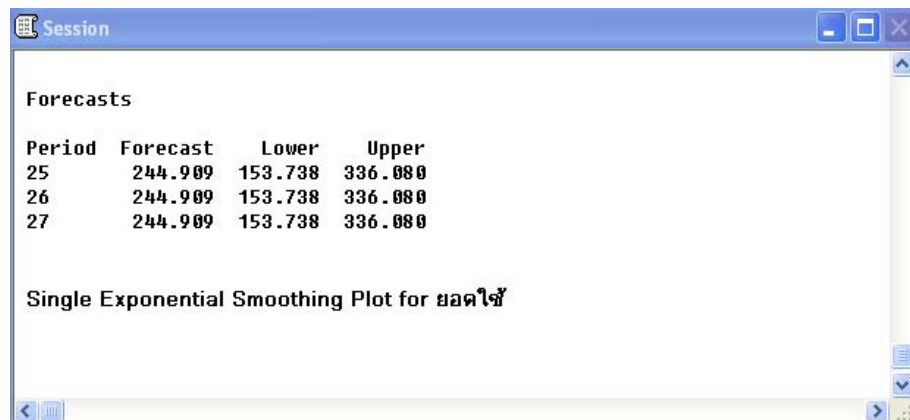 Session
Forecasts
Period Forecast Lower Upper
25 244.909 153.738 336.080
26 244.909 153.738 336.080
27 244.909 153.738 336.080
Single Exponential Smoothing Plot for ยอดใช้